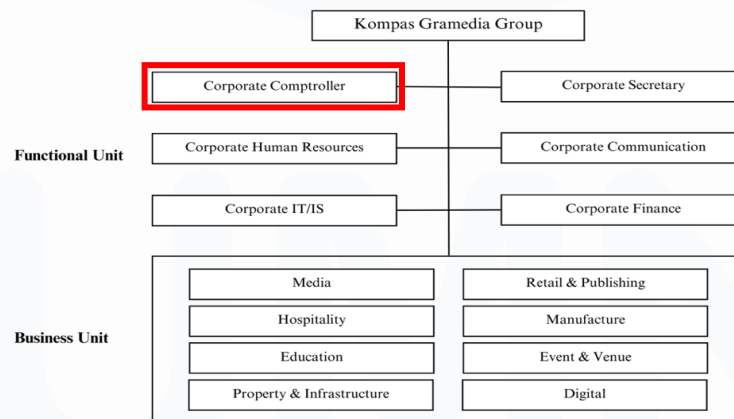 Kompas Gramedia Group
Corporate Comptroller
Corporate Secretary
Functional Unit
Corporate Human Resources
Corporate Communication
Corporate IT/IS
Corporate Finance
Business Unit
Media
Retail & Publishing
Hospitality
Manufacture
Education
Event & Venue
Property & Infrastructure
Digital